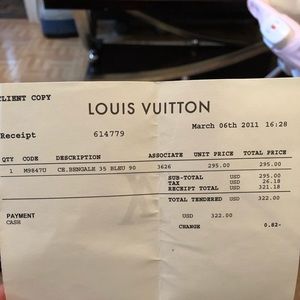 CLIENT COPY
LOUIS VUITTON
March 06th 2011 16:28
Receipt 614779
QTY CODE DESCRIPTION ASSOCIATE UNIT PRICE TOTAL PRICE
1 M9847U CE.BENGALE 35 BLEU 90 3626 295.00 295.00
SUB-TOTAL USD 295.00
TAX USD 26.18
RECEIPT TOTAL USD 321.18
TOTAL TENDERED USD 322.00
PAYMENT
CASH USD 322.00
CHANGE 0.82-